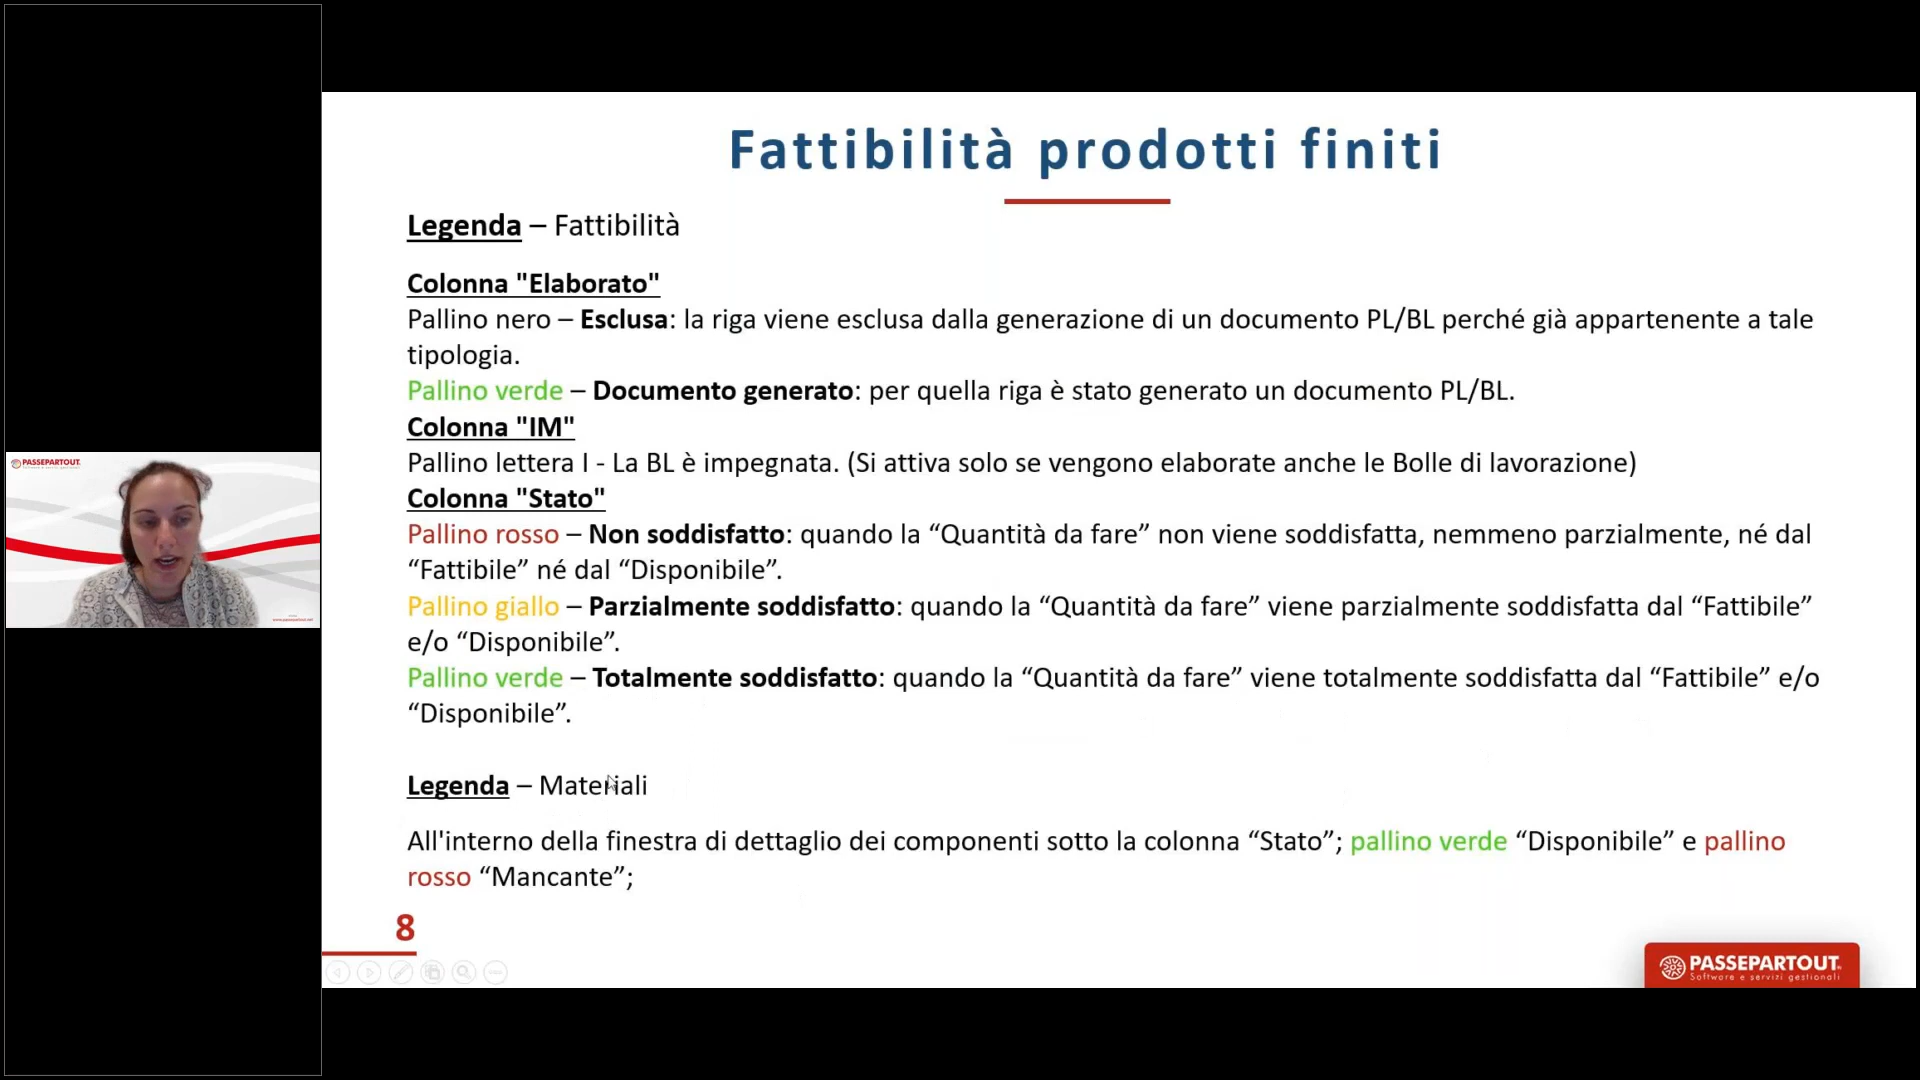 Fattibilità prodotti finiti
Legenda – Fattibilità
Colonna "Elaborato"
Pallino nero – Esclusa: la riga viene esclusa dalla generazione di un documento PL/BL perché già appartenente a tale
tipologia.
Pallino verde – Documento generato: per quella riga è stato generato un documento PL/BL.
Colonna "IM"
Pallino lettera I - La BL è impegnata. (Si attiva solo se vengono elaborate anche le Bolle di lavorazione)
Colonna "Stato"
Pallino rosso – Non soddisfatto: quando la “Quantità da fare” non viene soddisfatta, nemmeno parzialmente, né dal
“Fattibile” né dal “Disponibile”.
Pallino giallo – Parzialmente soddisfatto: quando la “Quantità da fare” viene parzialmente soddisfatta dal “Fattibile”
e/o “Disponibile”.
Pallino verde – Totalmente soddisfatto: quando la “Quantità da fare” viene totalmente soddisfatta dal “Fattibile” e/o
“Disponibile”.
Legenda – Materiali
All'interno della finestra di dettaglio dei componenti sotto la colonna “Stato”; pallino verde “Disponibile” e pallino
rosso “Mancante”;
8
PASSEPARTOUT
Software e servizi gestionali
PASSEPARTOUT